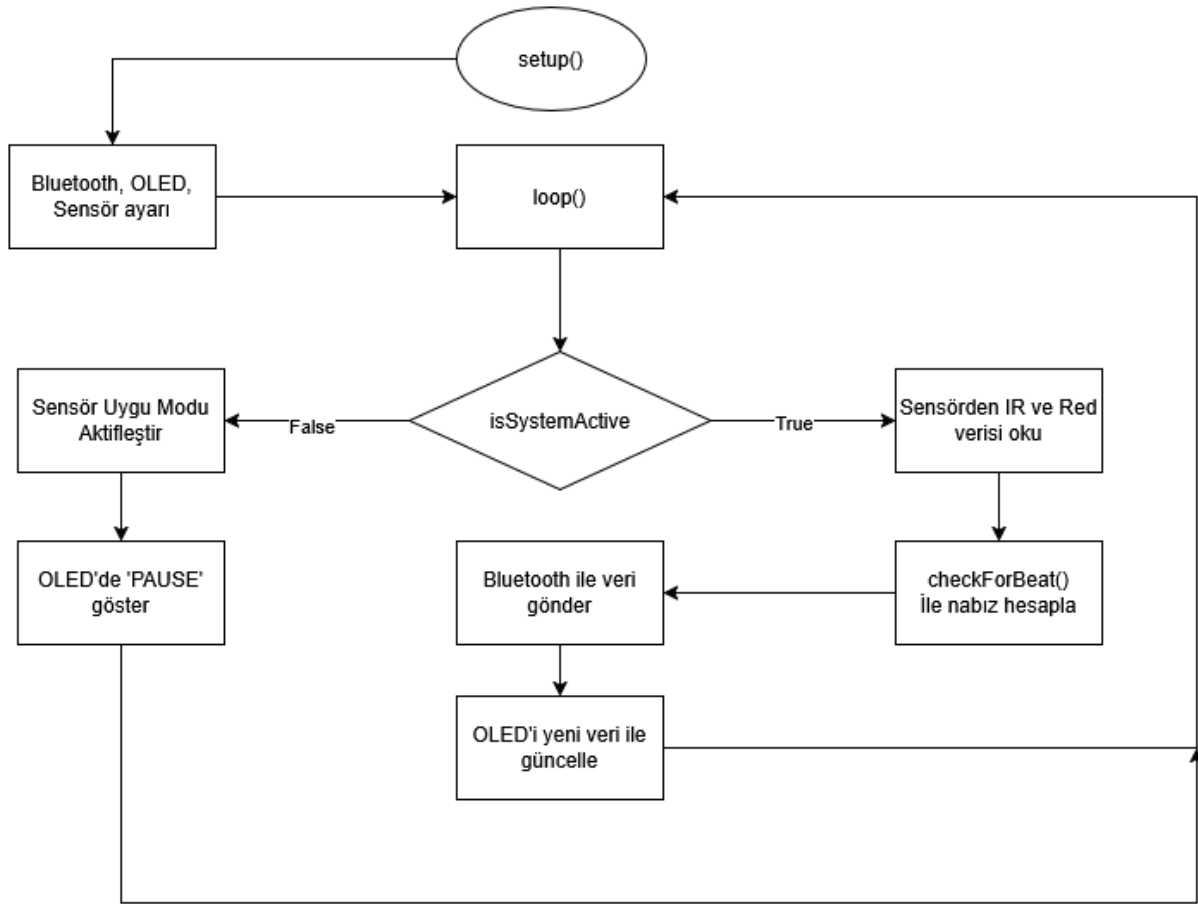 setup()
Bluetooth, OLED,
Sensör ayarı
loop()
isSystemActive
False
True
Sensör Uygu Modu
Aktifleştir
Sensörden IR ve Red
verisi oku
OLED'de 'PAUSE'
göster
Bluetooth ile veri
gönder
checkForBeat()
İle nabız hesapla
OLED'i yeni veri ile
güncelle